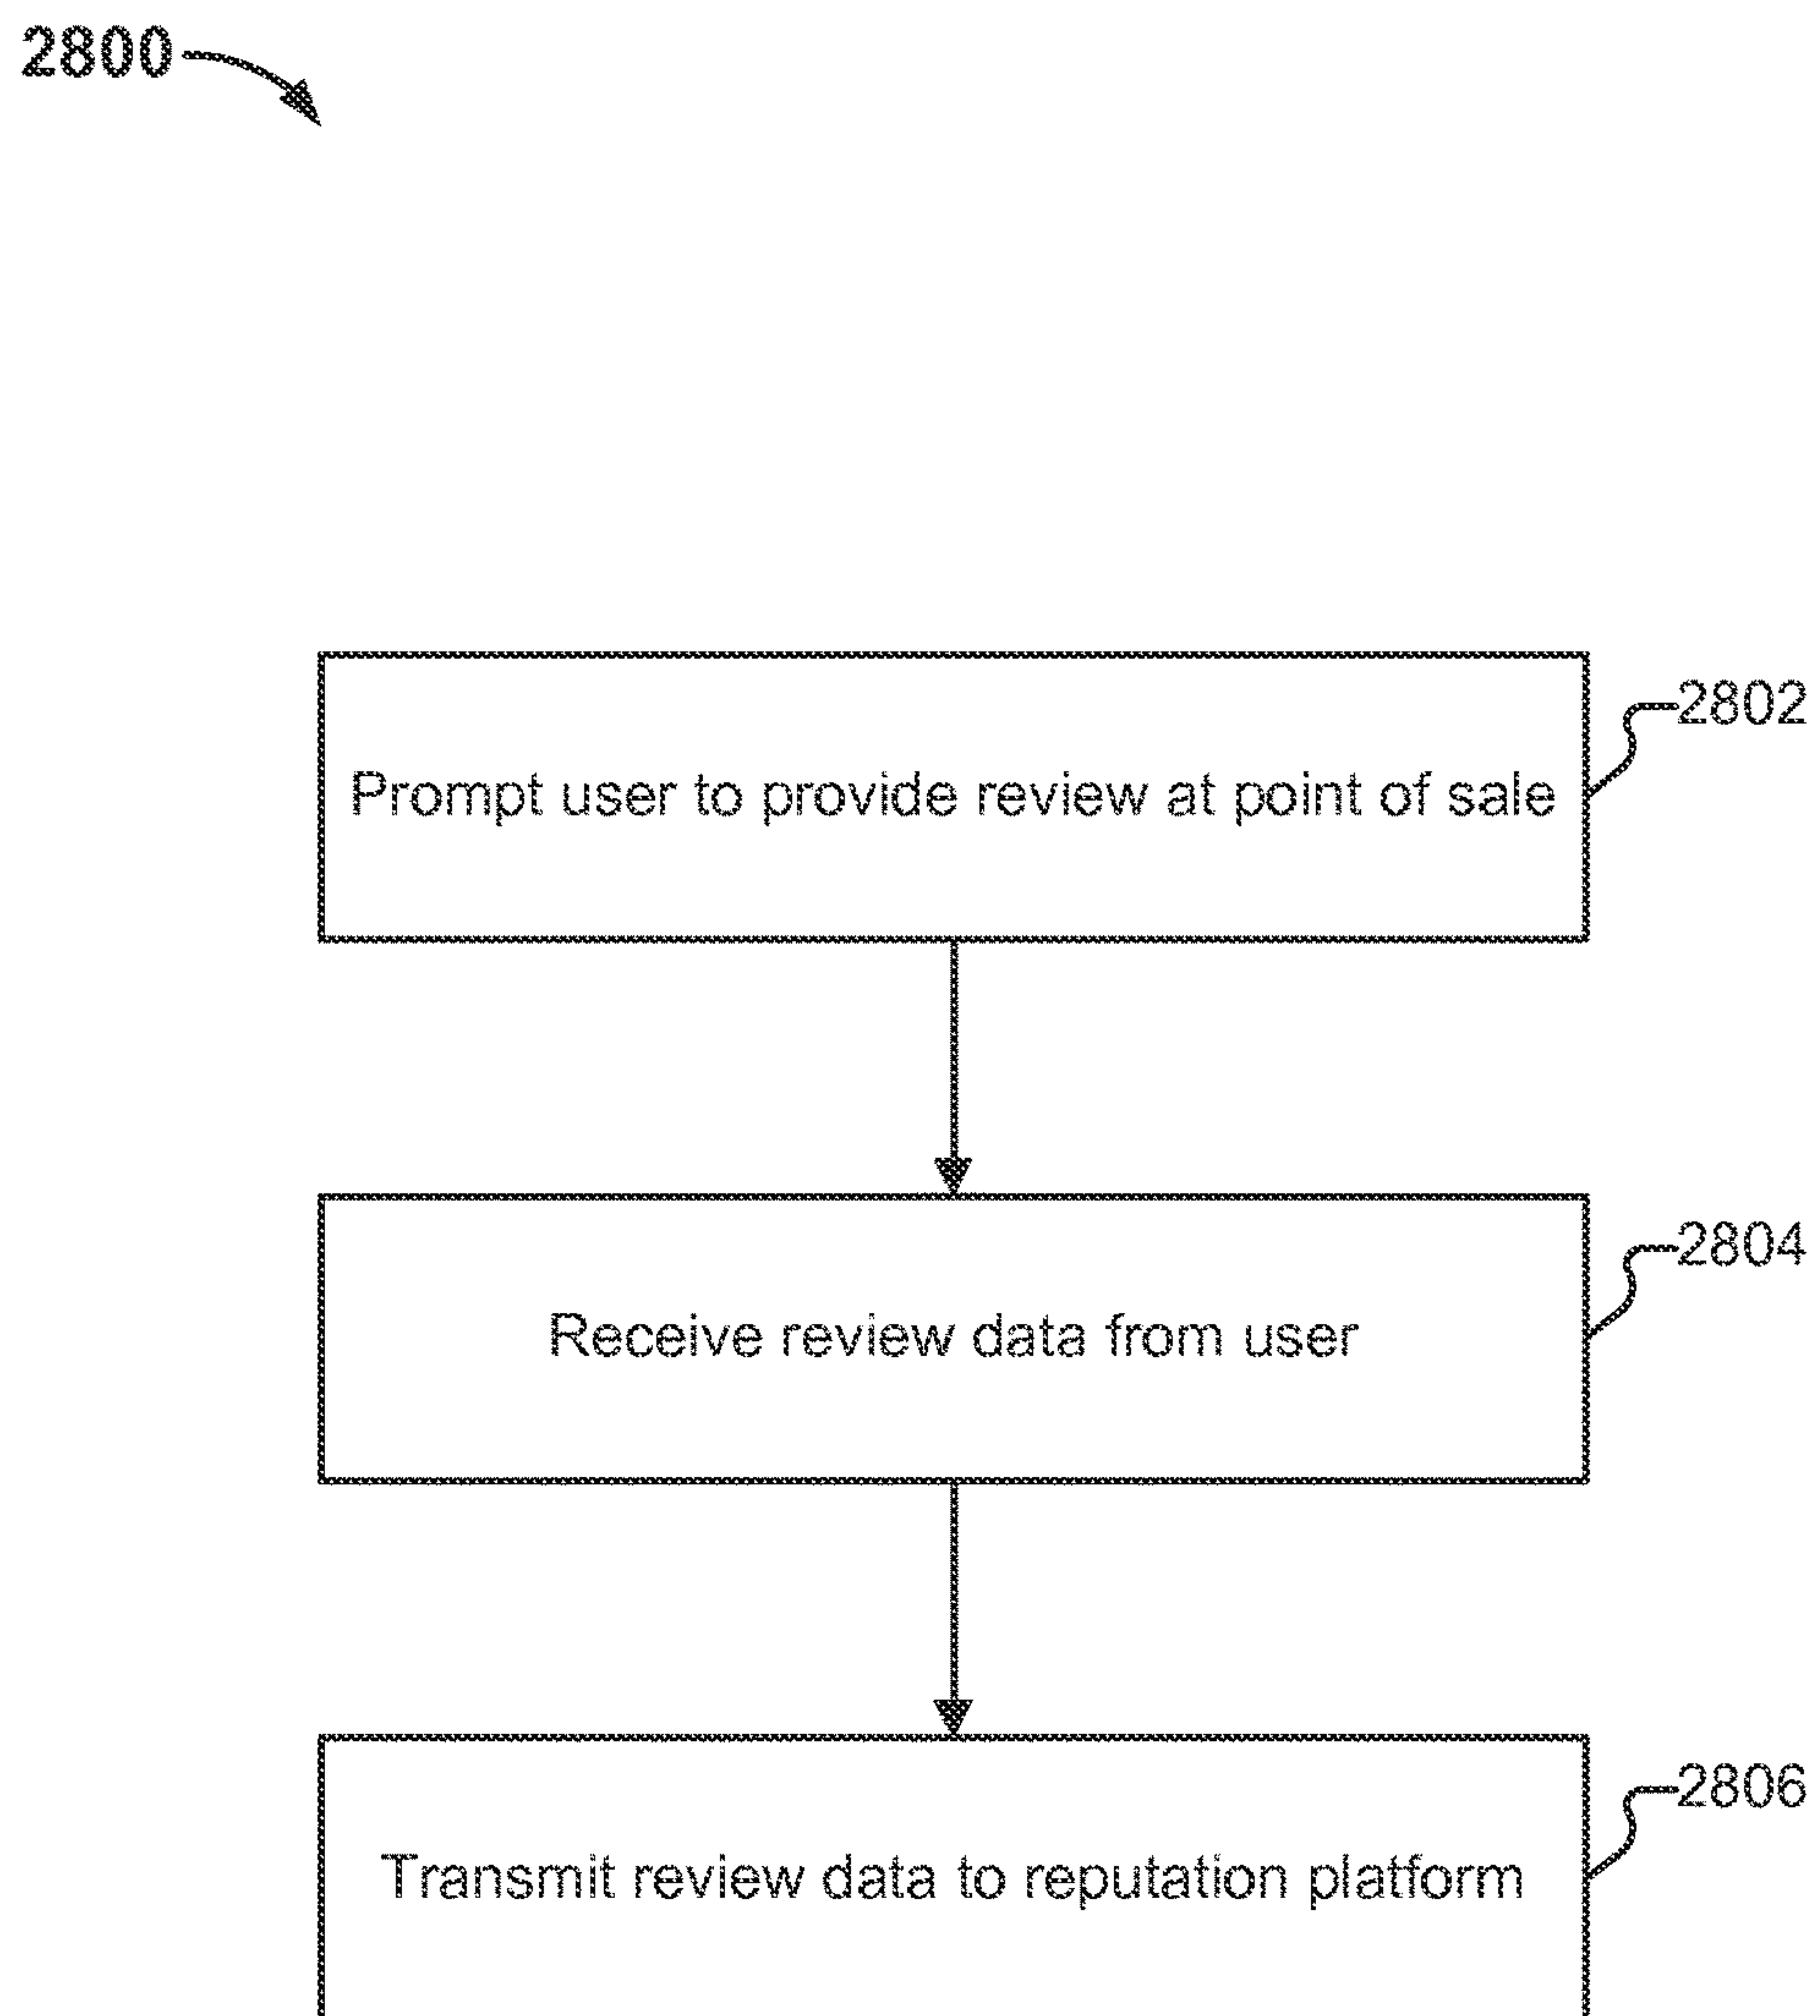 2800
Prompt user to provide review at point of sale
2802
Receive review data from user
2804
Transmit review data to reputation platform
2806